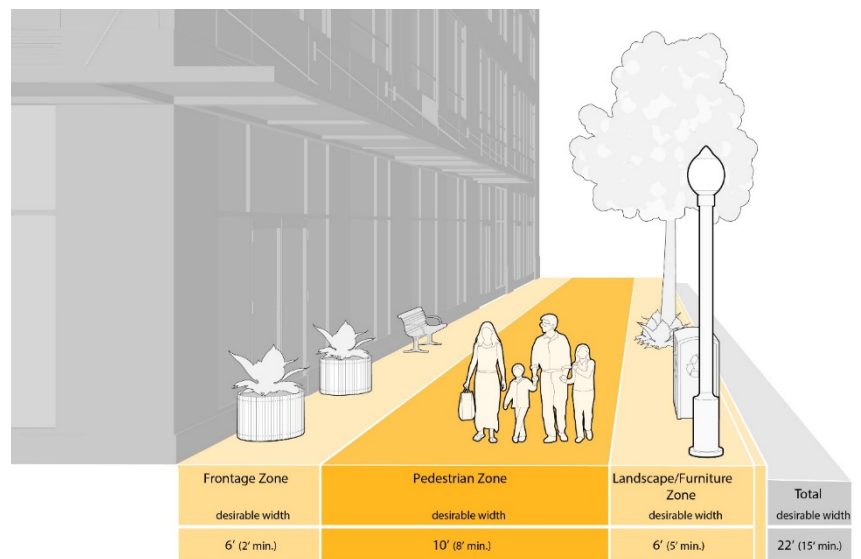 Frontage Zone
desirable width
6' (2' min.)
Pedestrian Zone
desirable width
10' (8' min.)
Landscape/Furniture
Zone
desirable width
6' (5' min.)
Total
desirable width
22' (15' min.)